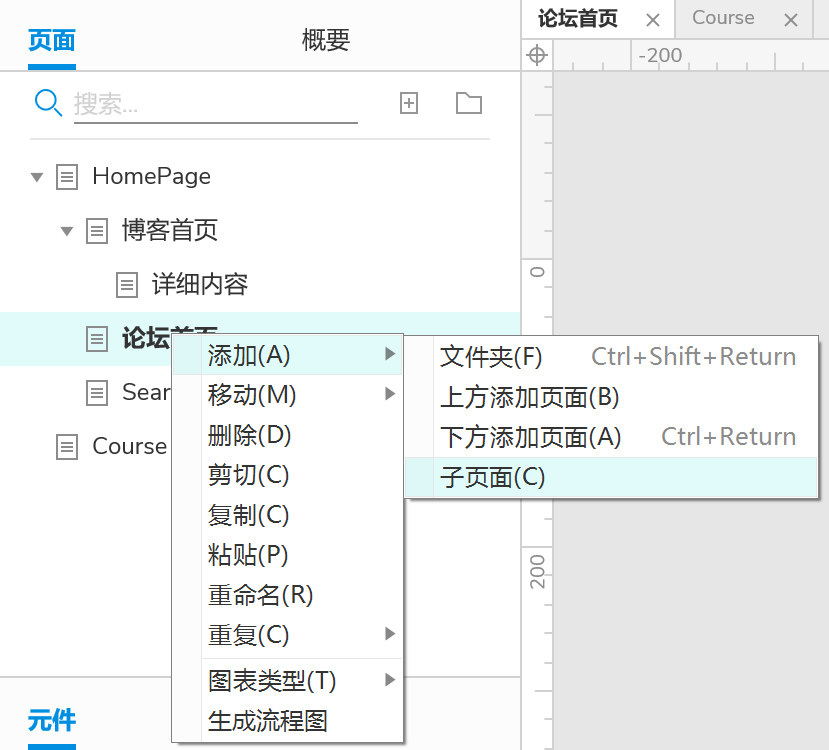 页面
概要
论坛首页
Course
-200
搜索...
HomePage
博客首页
详细内容
论坛首页
Sear
Course
添加(A)
移动(M)
删除(D)
剪切(C)
复制(C)
粘贴(P)
重命名(R)
重复(C)
图表类型(T)
生成流程图
文件夹(F) Ctrl+Shift+Return
上方添加页面(B)
下方添加页面(A) Ctrl+Return
子页面(C)
0
200
元件